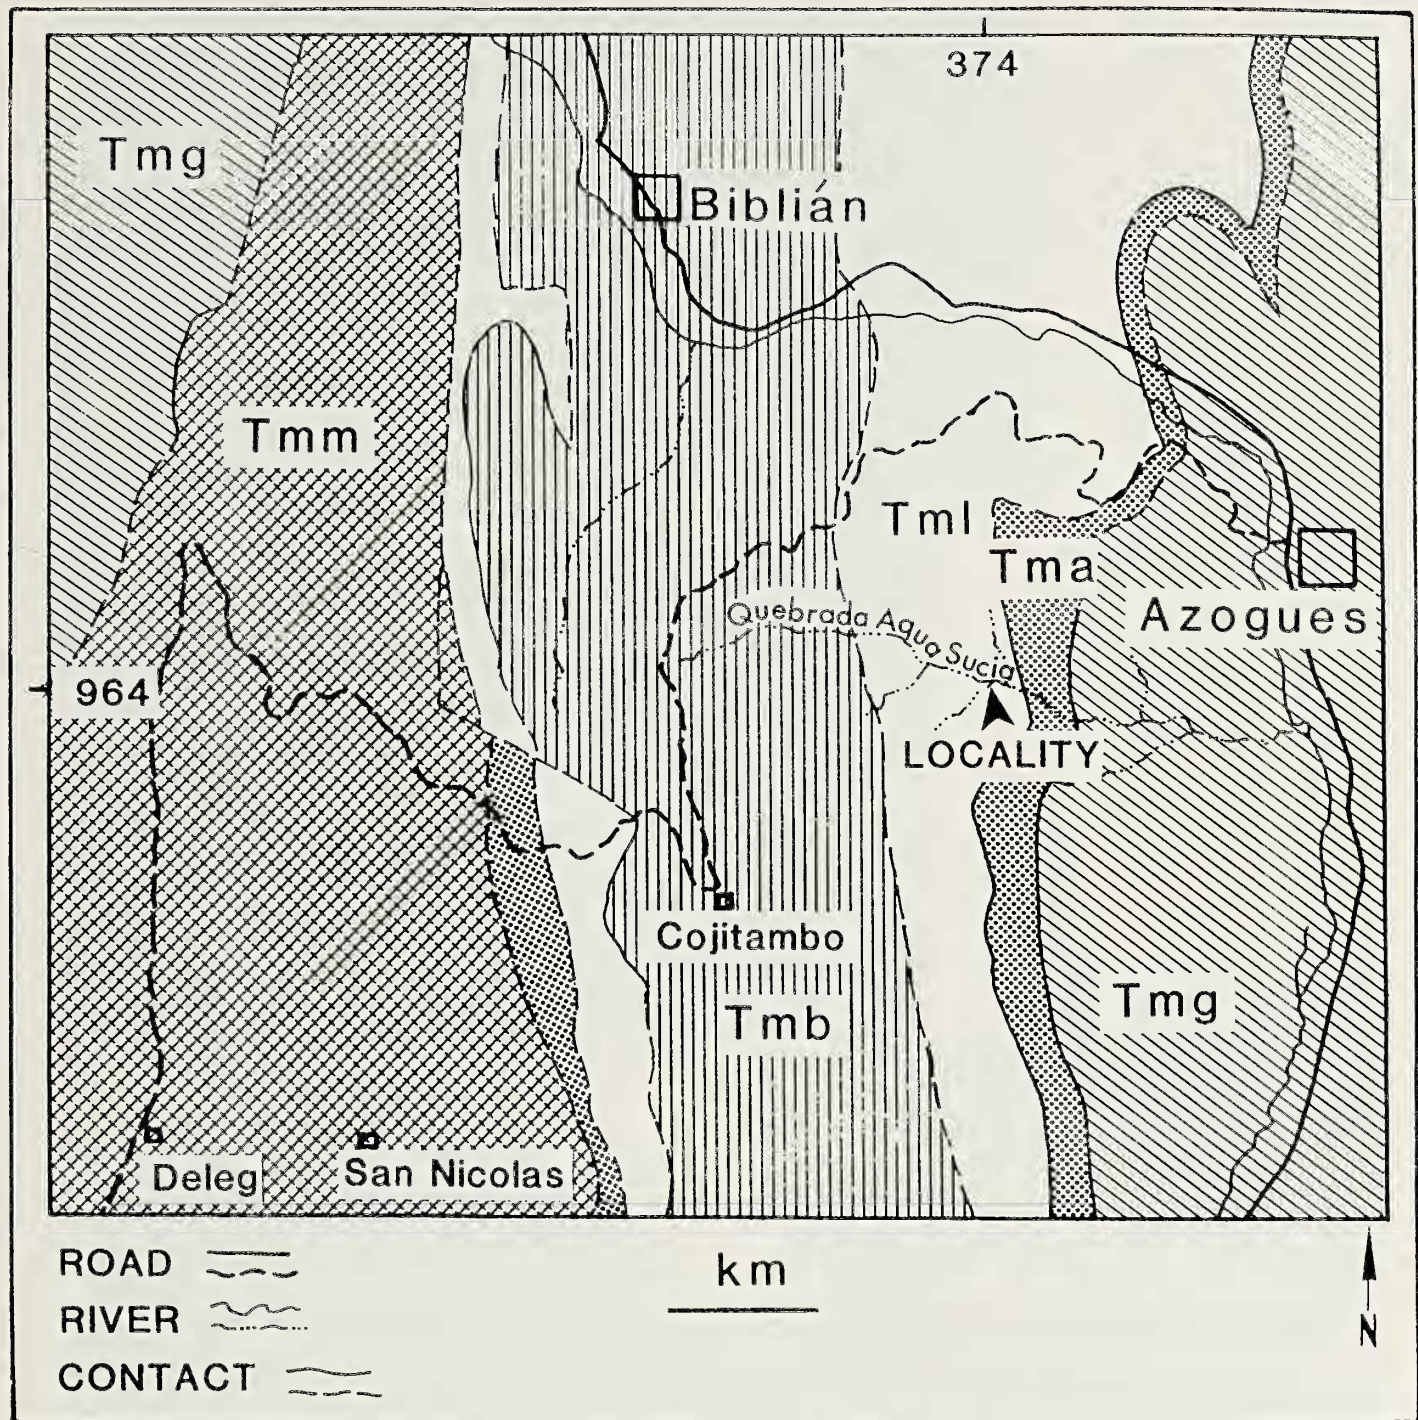 374
Tmg
Biblián
Tmm
Tml
Tma
Azogues
Quebrada Aqua Sucia
964
LOCALITY
Cojitambo
Tmg
Tmb
Deleg
San Nicolas
ROAD
km
RIVER
N
CONTACT